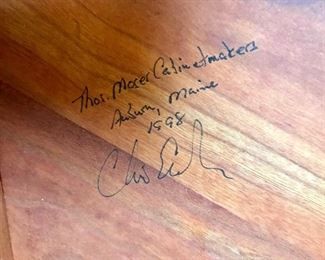 Thos. Moser Cabinetmakers
Auburn, Maine
1998